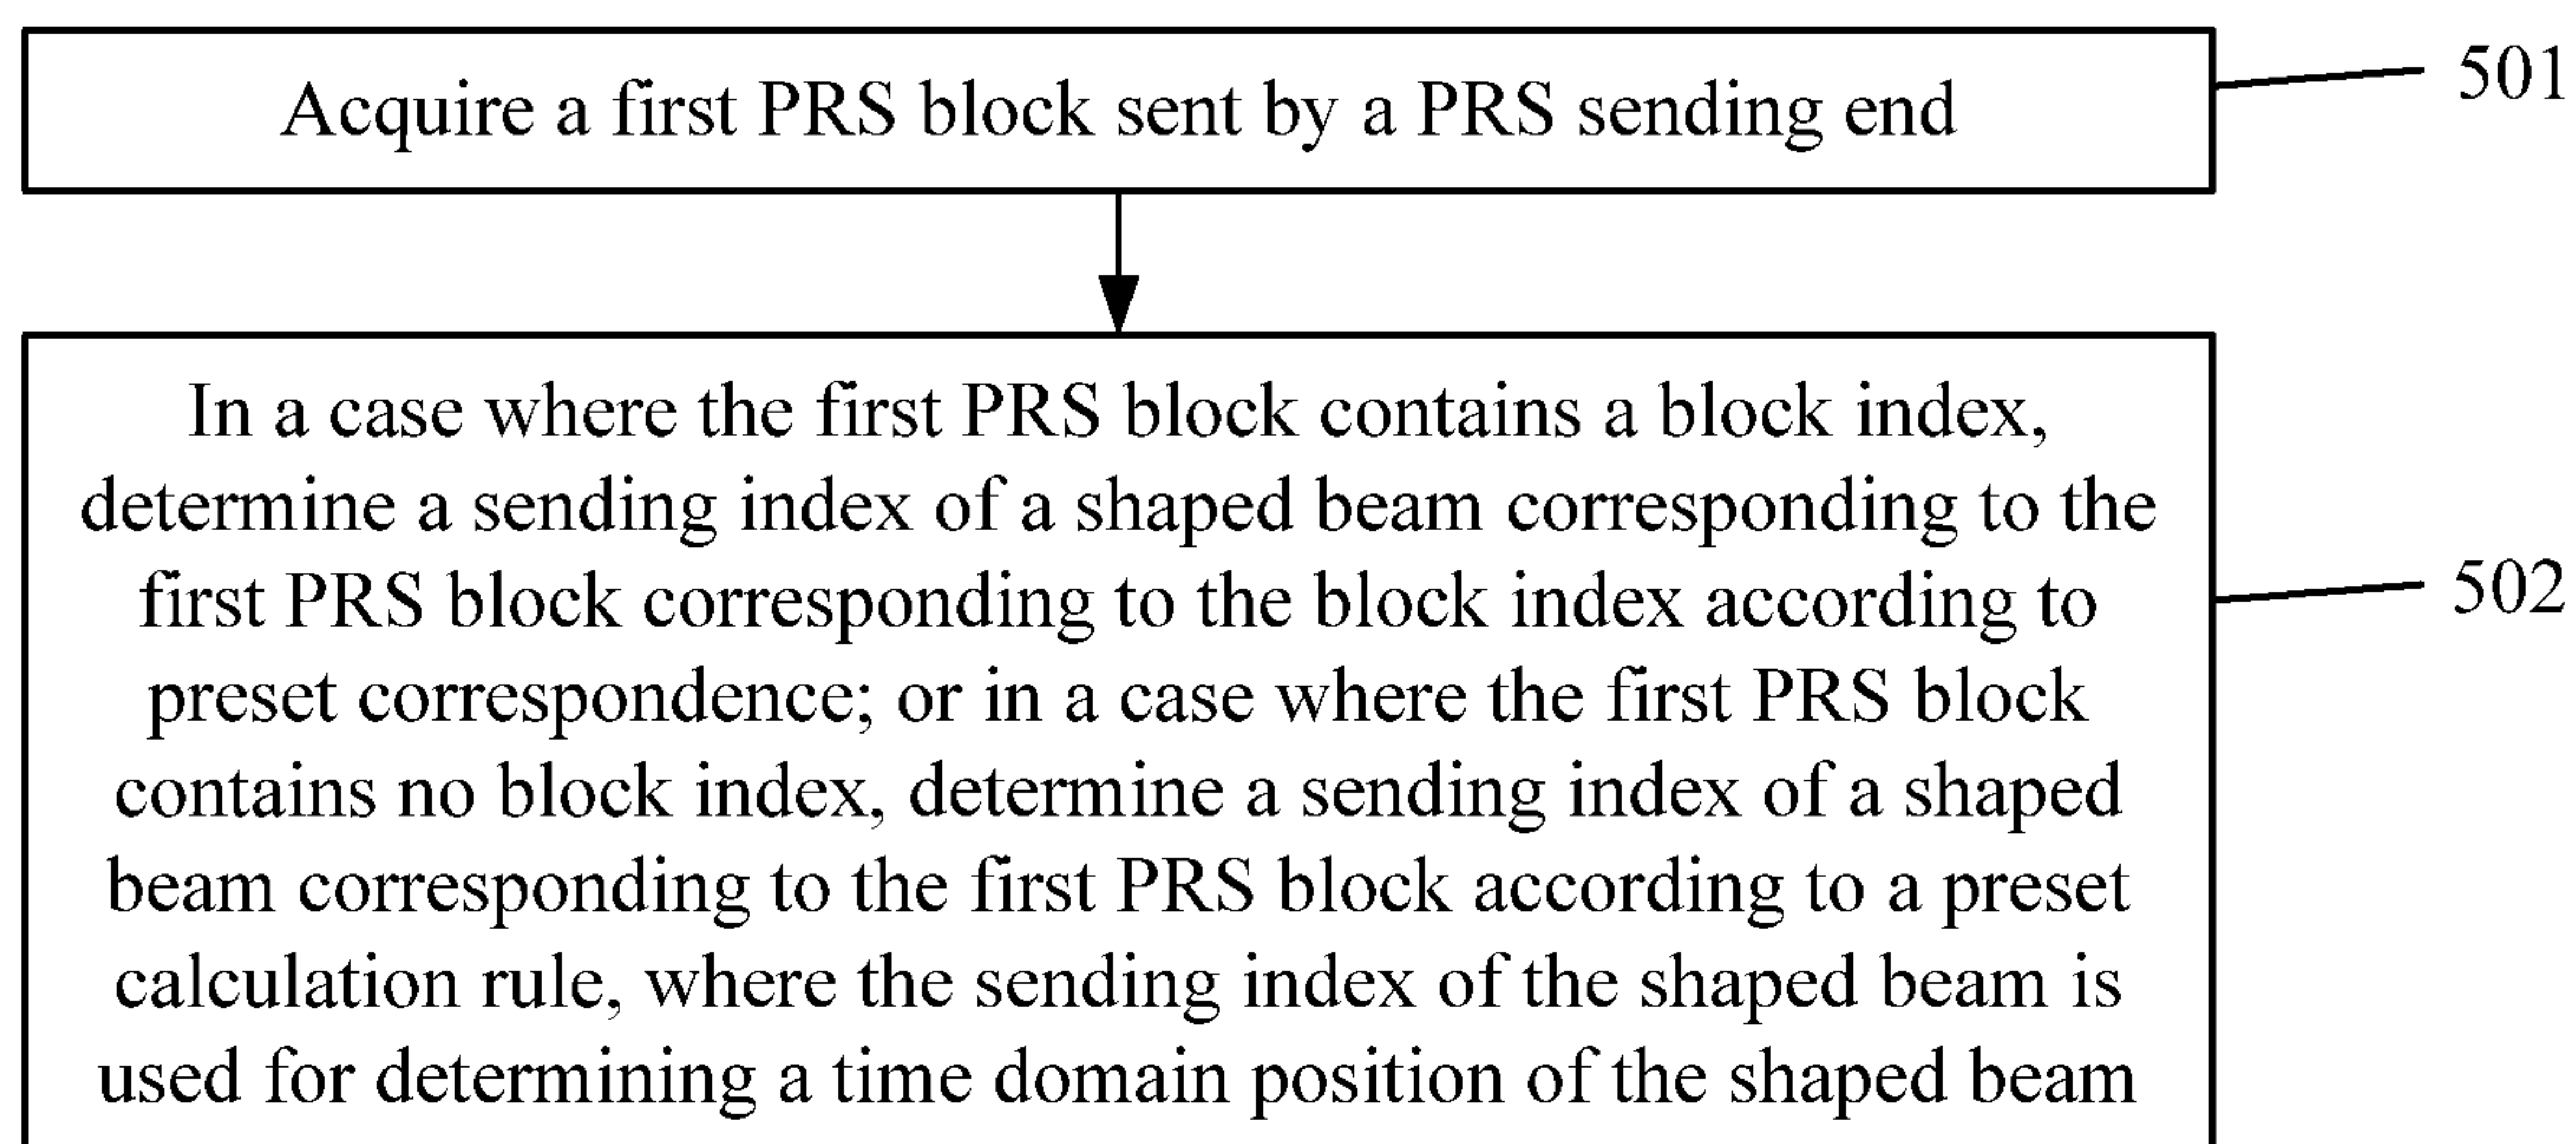 Acquire a first PRS block sent by a PRS sending end
501
In a case where the first PRS block contains a block index,
determine a sending index of a shaped beam corresponding to the
first PRS block corresponding to the block index according to
preset correspondence; or in a case where the first PRS block
contains no block index, determine a sending index of a shaped
beam corresponding to the first PRS block according to a preset
calculation rule, where the sending index of the shaped beam is
used for determining a time domain position of the shaped beam
502